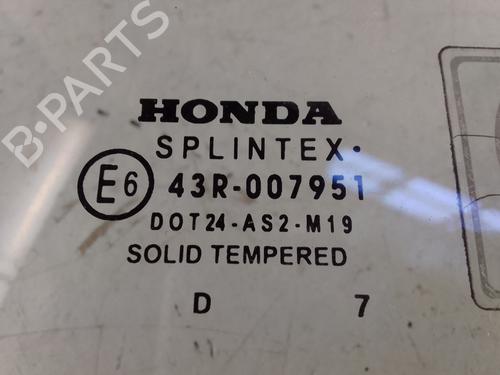 B-PARTS
HONDA
SPLINTEX·
E6 43R-007951
DOT24-AS2-M19
SOLID TEMPERED
D 7